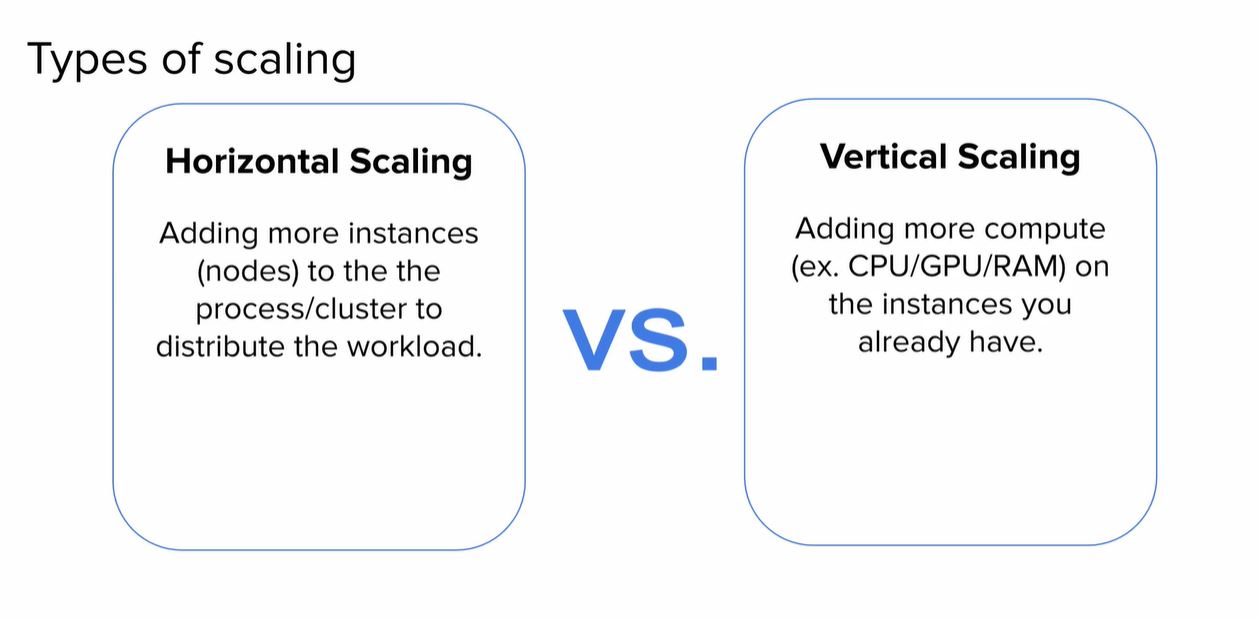 Types of scaling
Horizontal Scaling
Adding more instances
(nodes) to the the
process/cluster to
distribute the workload.
vs.
Vertical Scaling
Adding more compute
(ex. CPU/GPU/RAM) on
the instances you
already have.